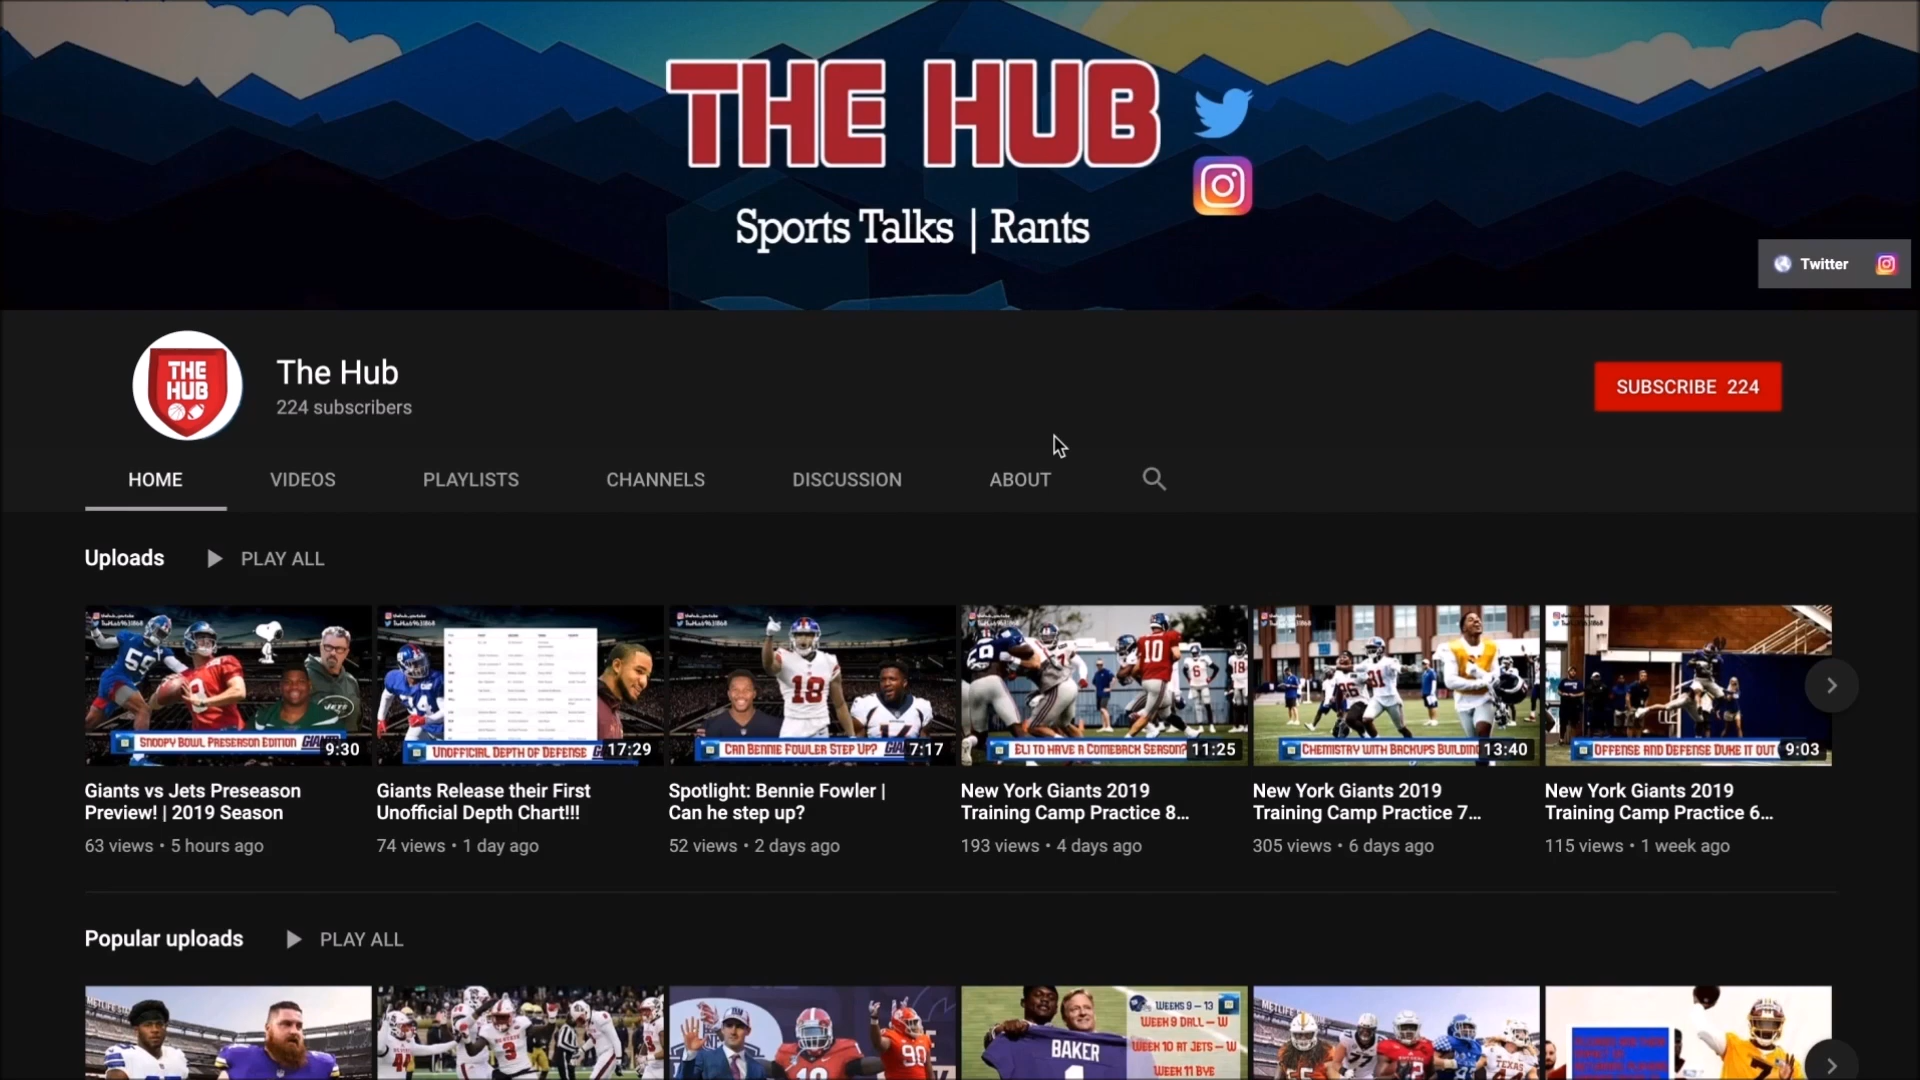 THE HUB
Sports Talks | Rants
Twitter
THE
HUB
The Hub
224 subscribers
SUBSCRIBE 224
HOME
VIDEOS
PLAYLISTS
CHANNELS
DISCUSSION
ABOUT
Uploads
PLAY ALL
SNOOPY BOWL PRESEASON EDITION
9:30
UNOFFICIAL DEPTH OF DEFENSE
17:29
CAN BENNIE FOWLER STEP UP?
7:17
ELI TO HAVE A COMEBACK SEASON?
11:25
CHEMISTRY WITH BACKUPS BUILDING
13:40
OFFENSE AND DEFENSE DUKE IT OUT
9:03
Giants vs Jets Preseason
Preview! | 2019 Season
63 views • 5 hours ago
Giants Release their First
Unofficial Depth Chart!!!
74 views • 1 day ago
Spotlight: Bennie Fowler |
Can he step up?
52 views • 2 days ago
New York Giants 2019
Training Camp Practice 8...
193 views • 4 days ago
New York Giants 2019
Training Camp Practice 7...
305 views • 6 days ago
New York Giants 2019
Training Camp Practice 6...
115 views • 1 week ago
Popular uploads
PLAY ALL
BAKER
WEEKS 9 – 13
WEEK 9 DALL – W
WEEK 10 AT JETS – W
WEEK 11 BYE